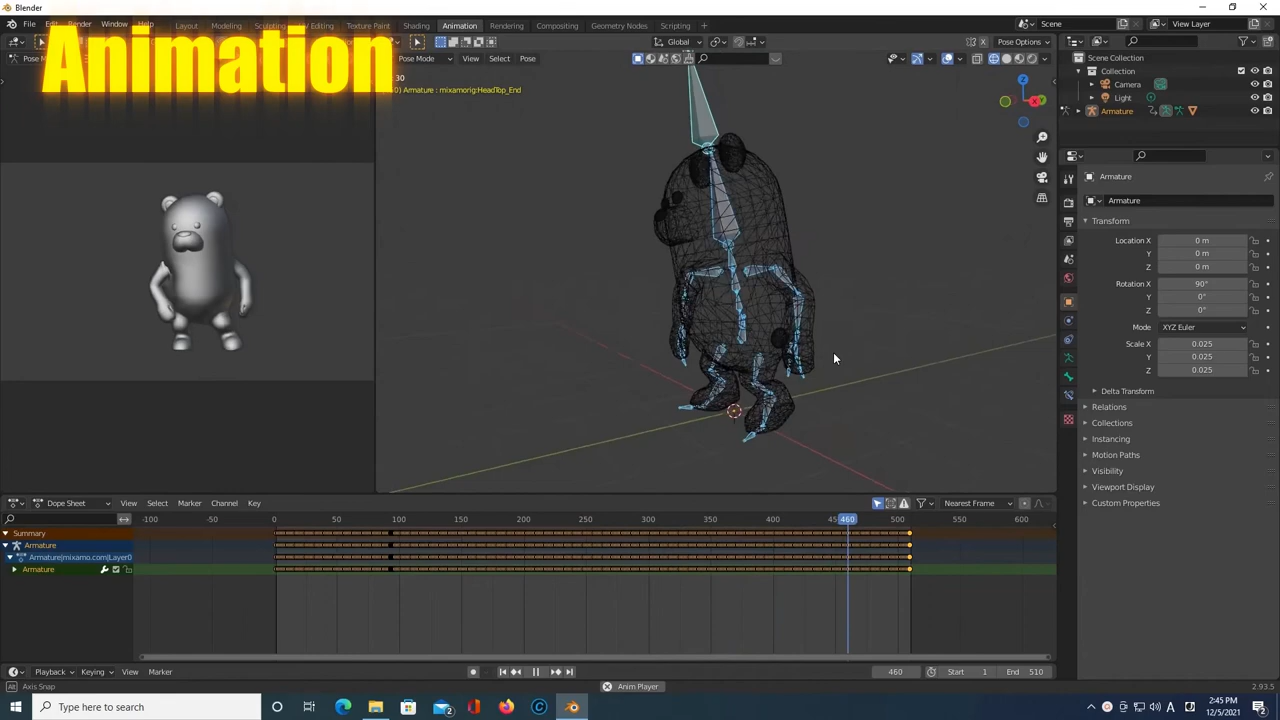 Blender
File Render Window Help Layout Modeling Sculpting UV Editing Texture Paint Shading Animation Rendering Compositing Geometry Nodes Scripting + Scene View Layer
Animation
Global Pose Options
Pose Mode View Select Pose
mixamorig:HeadTop_End
Armature :
Scene Collection
Collection
Camera
Light
Armature
Armature
Armature
Transform
Location X 0 m
Y 0 m
Z 0 m
Rotation X 90°
Y 0°
Z 0°
Mode XYZ Euler
Scale X 0.025
Y 0.025
Z 0.025
Delta Transform
Relations
Collections
Instancing
Motion Paths
Visibility
Viewport Display
Custom Properties
Dope Sheet View Select Marker Channel Key Nearest Frame
-100 -50 0 50 100 150 200 250 300 350 400 460 500 550 600
Summary
Armature
Armature|mixamo.com|Layer0
Armature
Playback Keying View Marker 460 Start 1 End 510
Axis Snap Anim Player 2.93.5
Type here to search 2:45 PM
12/5/2021